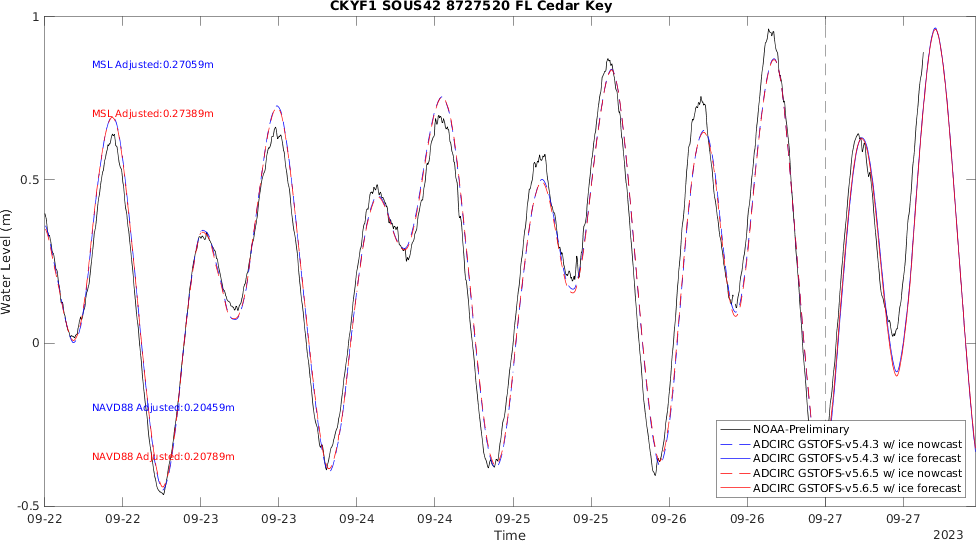 CKYF1 SOUS42 8727520 FL Cedar Key
1
MSL Adjusted:0.27059m
MSL Adjusted:0.27389m
0.5
Water Level (m)
0
NAVD88 Adjusted:0.20459m
NAVD88 Adjusted:0.20789m
NOAA-Preliminary
ADCIRC GSTOFS-v5.4.3 w/ ice nowcast
ADCIRC GSTOFS-v5.4.3 w/ ice forecast
ADCIRC GSTOFS-v5.6.5 w/ ice nowcast
ADCIRC GSTOFS-v5.6.5 w/ ice forecast
-0.5
09-22 09-22 09-23 09-23 09-24 09-24 09-25 09-25 09-26 09-26 09-27 09-27
Time
2023